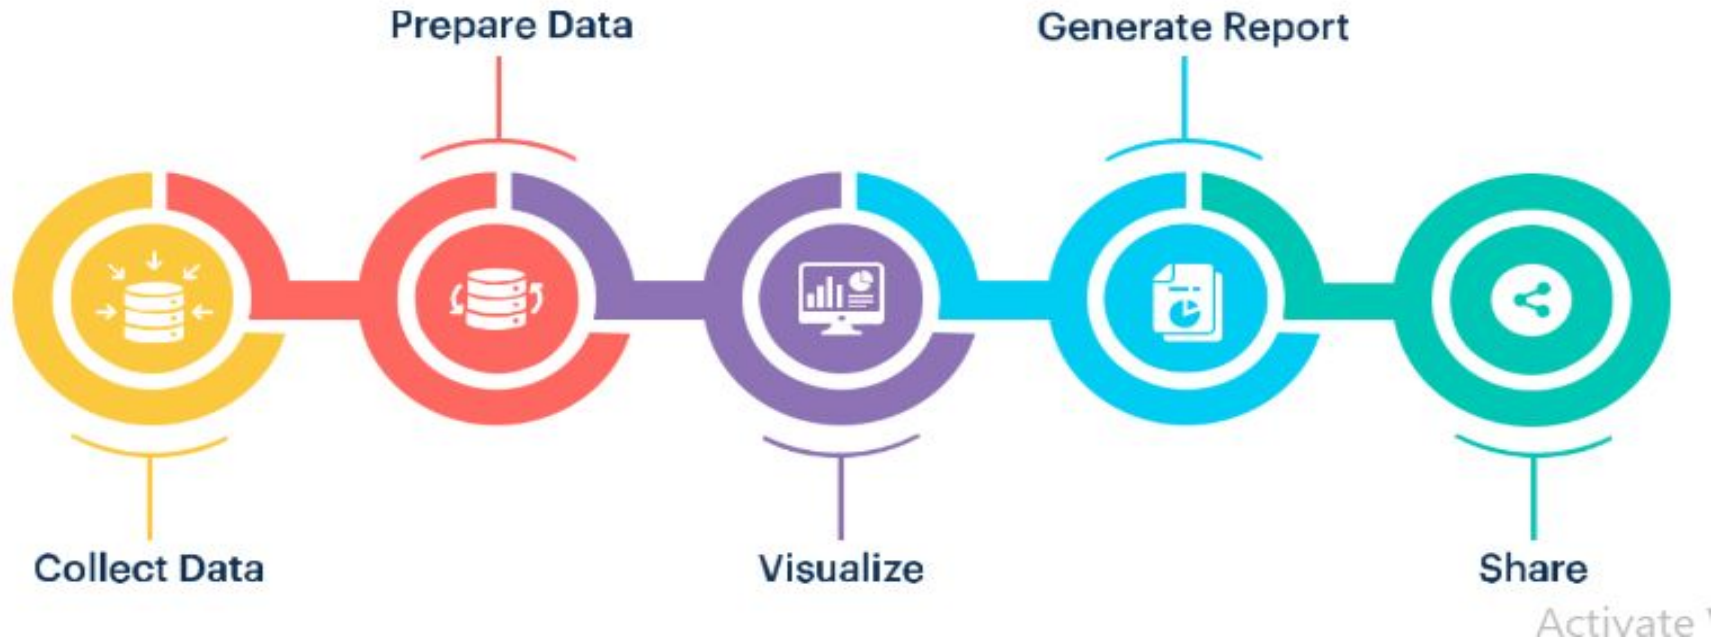 Prepare Data
Generate Report
Collect Data
Visualize
Share
Activate